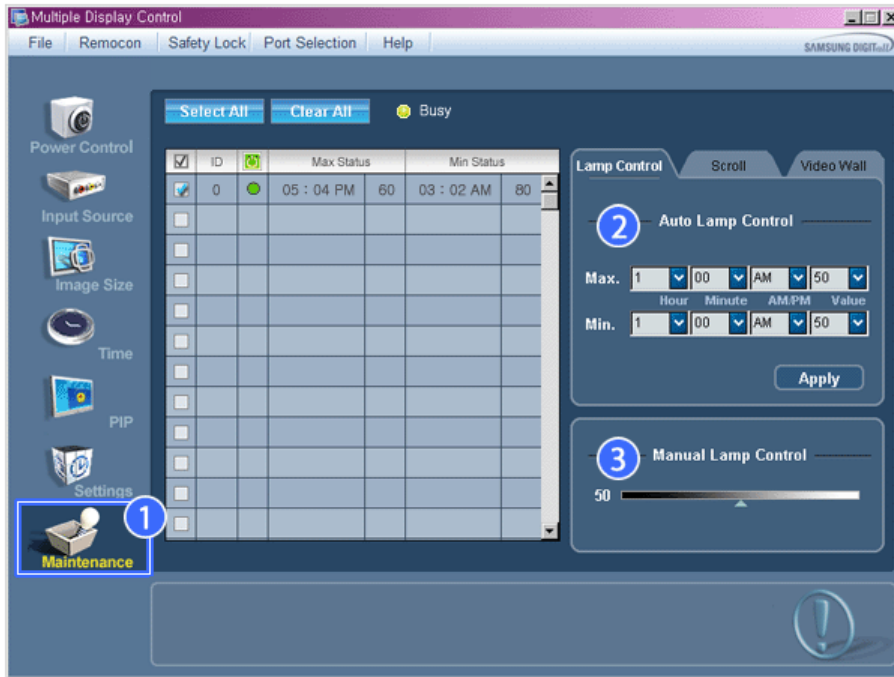 Multiple Display Control
File Remocon Safety Lock Port Selection Help
SAMSUNG DIGITall
Select All Clear All Busy
Power Control
Input Source
Image Size
Time
PIP
Settings
1
Maintenance
ID Max Status Min Status
0 05 : 04 PM 60 03 : 02 AM 80
Lamp Control Scroll Video Wall
2 Auto Lamp Control
Max. 1 00 AM 50
Hour Minute AM/PM Value
Min. 1 00 AM 50
Apply
3 Manual Lamp Control
50